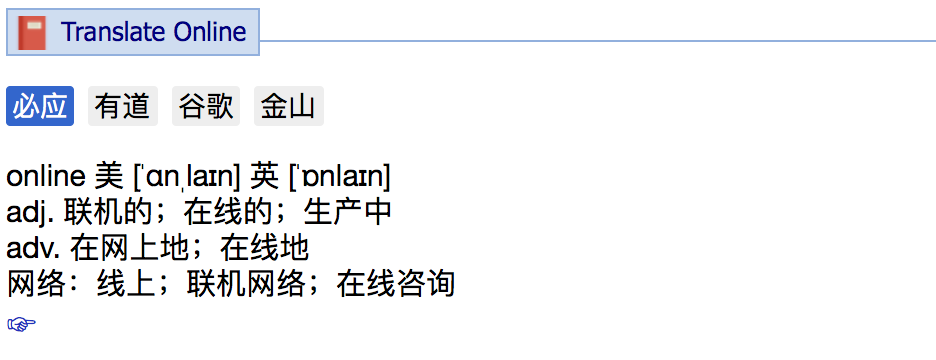 Translate Online
必应 有道 谷歌 金山
online 美 [ˈɑnˌlaɪn] 英 [ˈɒnlaɪn]
adj. 联机的；在线的；生产中
adv. 在网上地；在线地
网络：线上；联机网络；在线咨询
☞